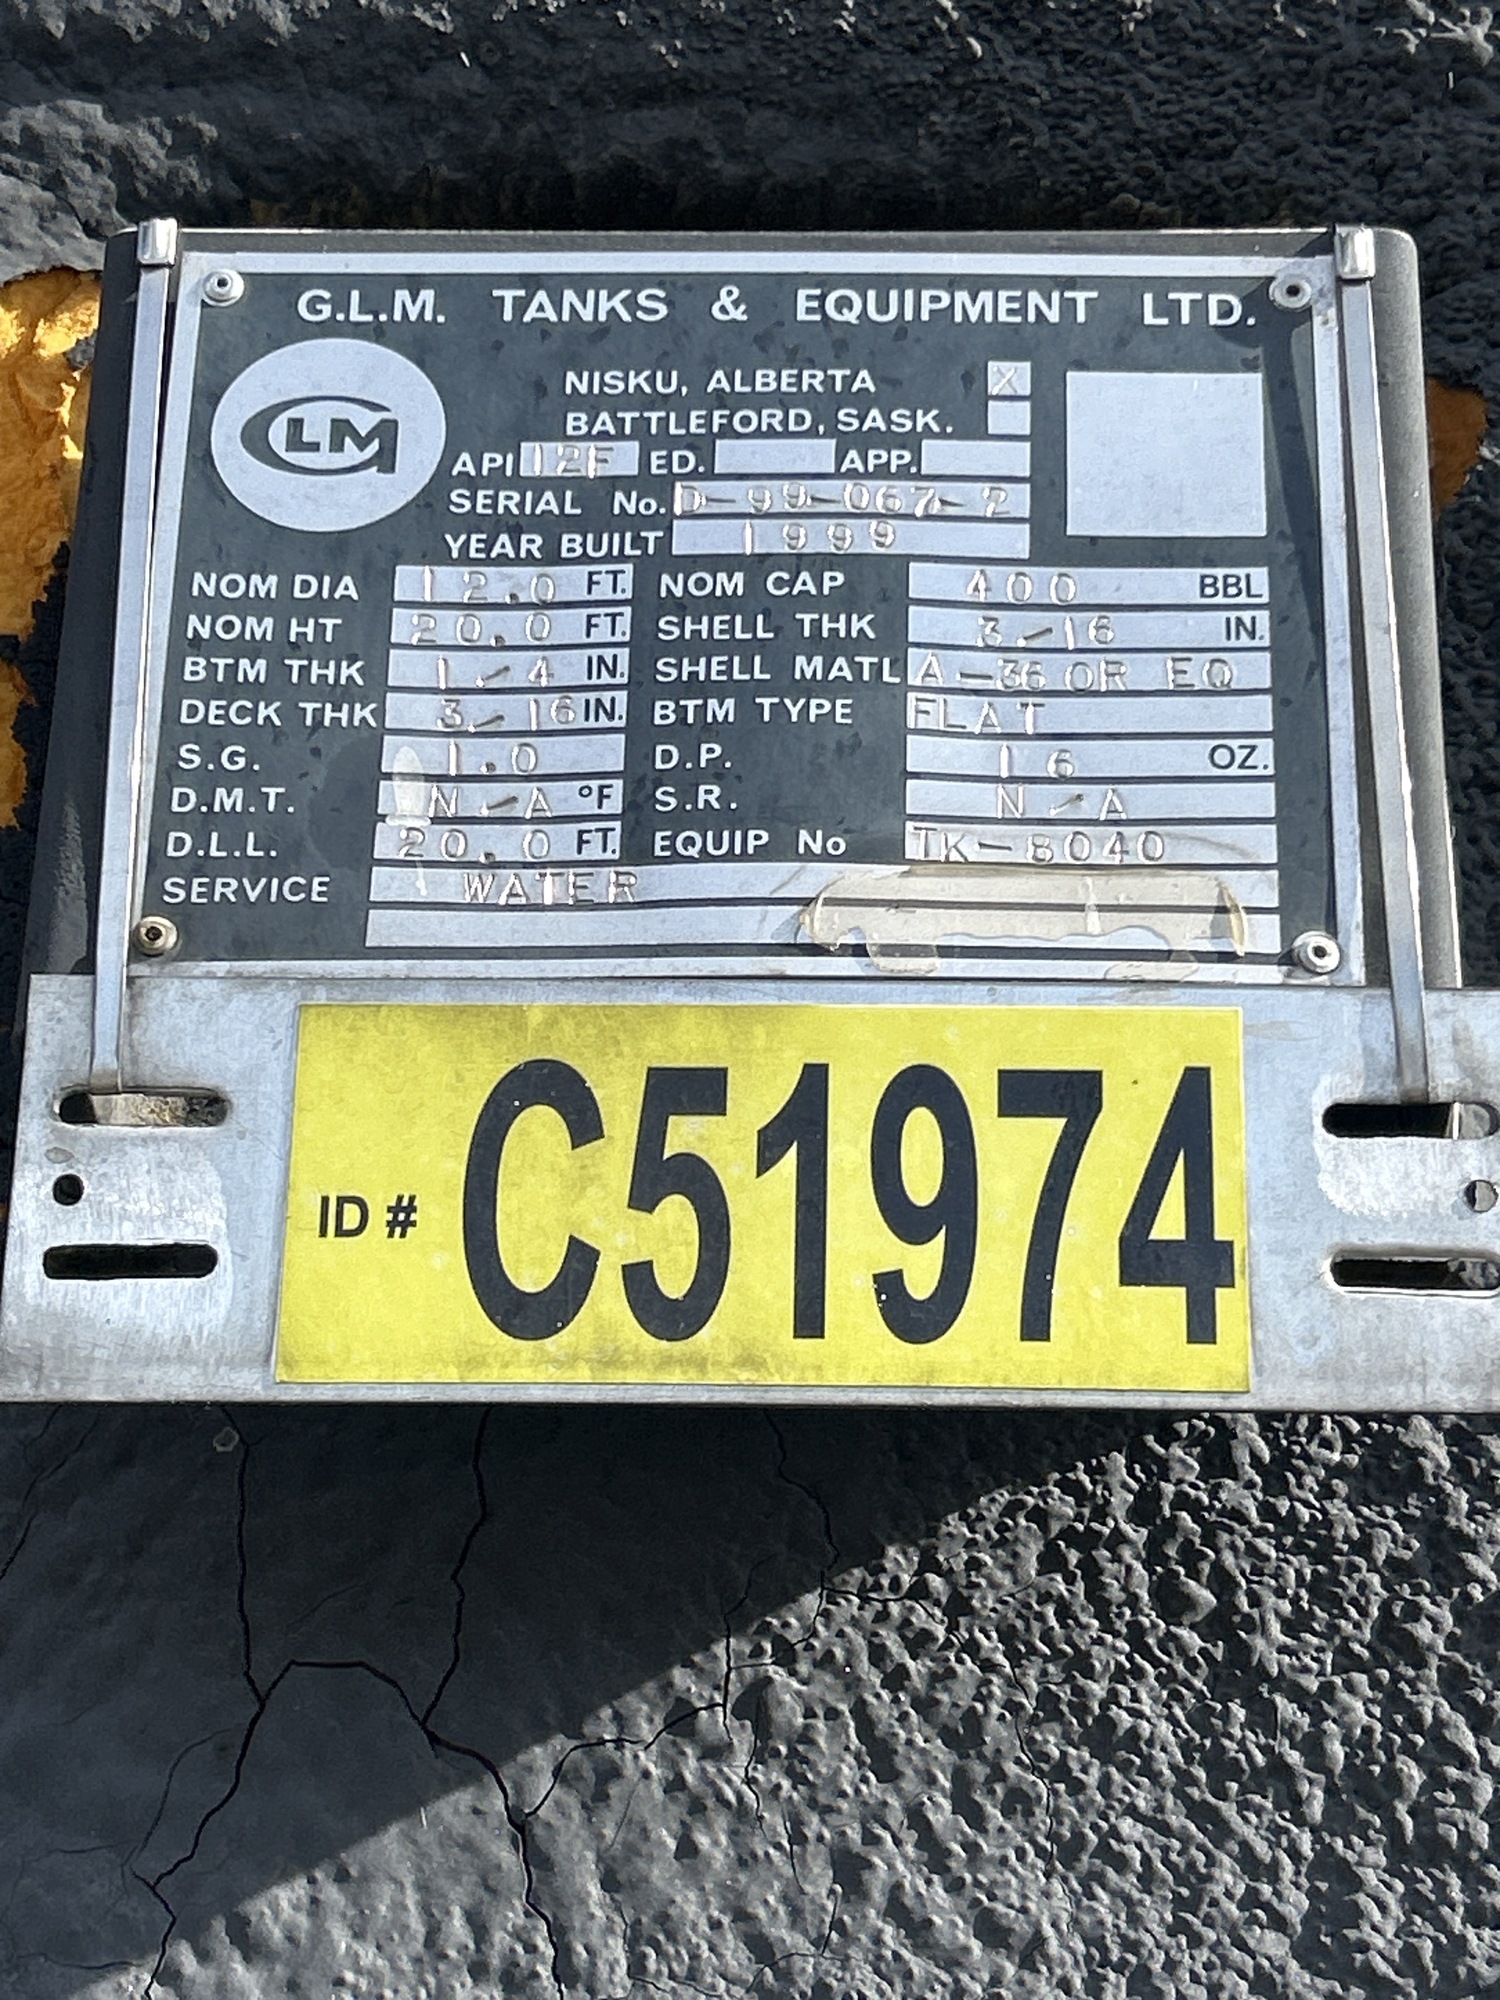 G.L.M. TANKS & EQUIPMENT LTD.
GLM
NISKU, ALBERTA X
BATTLEFORD, SASK.
API 12F ED. APP.
SERIAL No. D-99-067-2
YEAR BUILT 1999
NOM DIA 12.0 FT. NOM CAP 400 BBL
NOM HT 20.0 FT. SHELL THK 3-16 IN.
BTM THK 1-4 IN. SHELL MATL A-36 OR EQ
DECK THK 3-16 IN. BTM TYPE FLAT
S.G. 1.0 D.P. 16 OZ.
D.M.T. N-A °F S.R. N-A
D.L.L. 20.0 FT. EQUIP No TK-8040
SERVICE WATER
ID # C51974